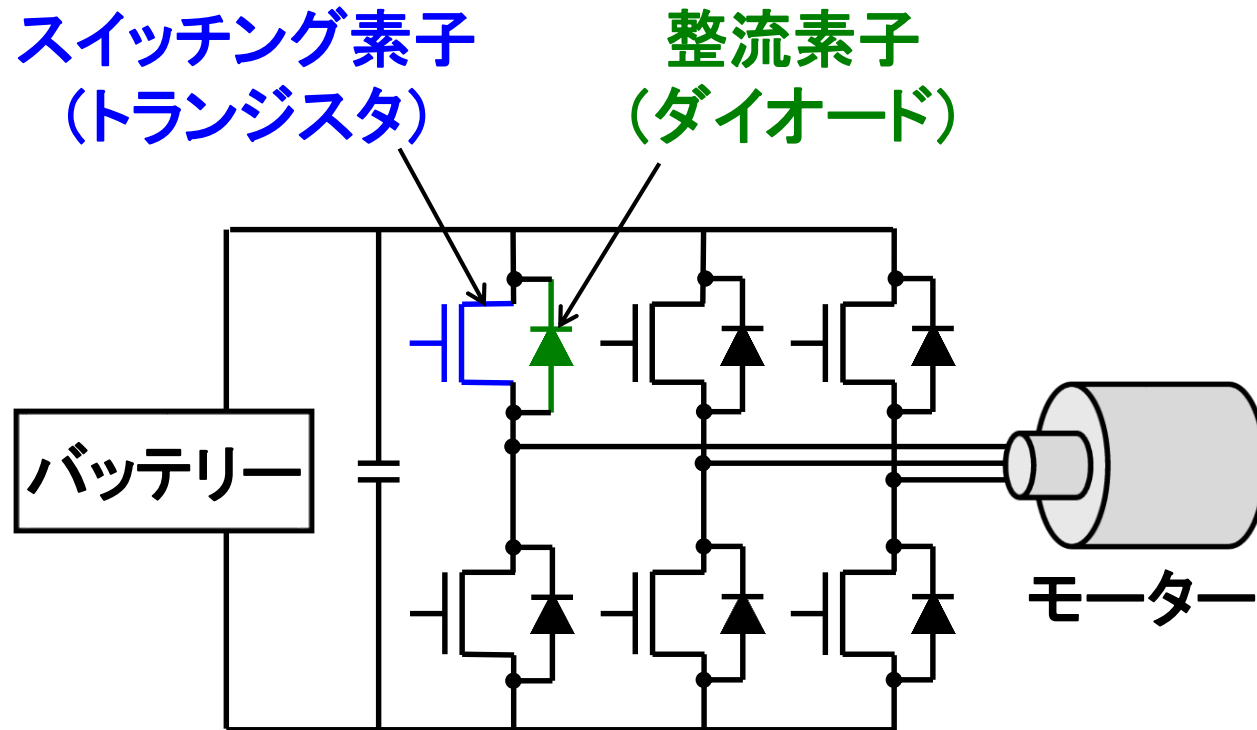 スイッチング素子
(トランジスタ)
整流素子
(ダイオード)
バッテリー
モーター